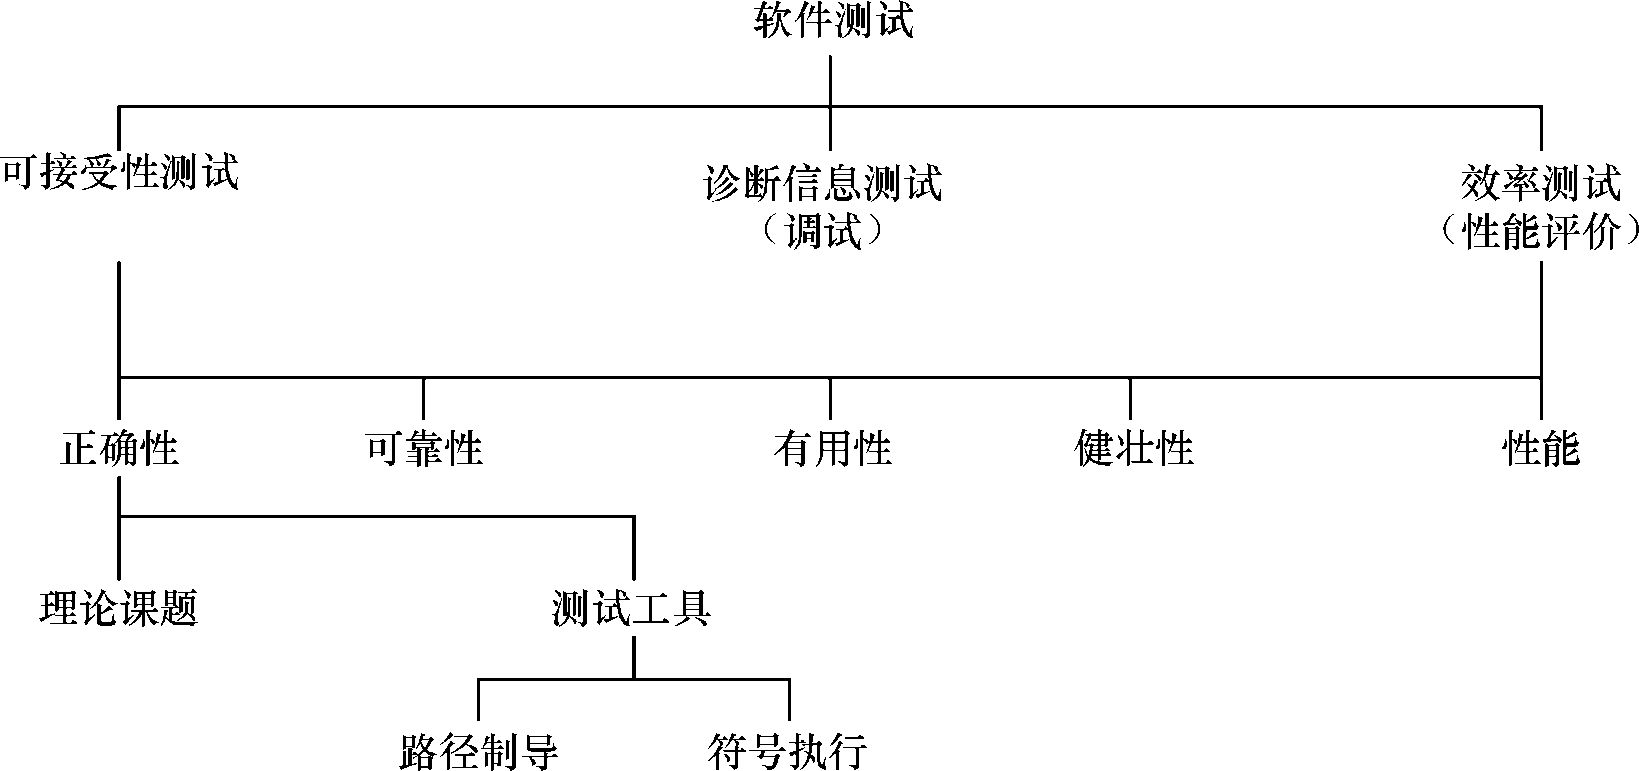 软件测试
可接受性测试
诊断信息测试
（调试）
效率测试
（性能评价）
正确性
可靠性
有用性
健壮性
性能
理论课题
测试工具
路径制导
符号执行